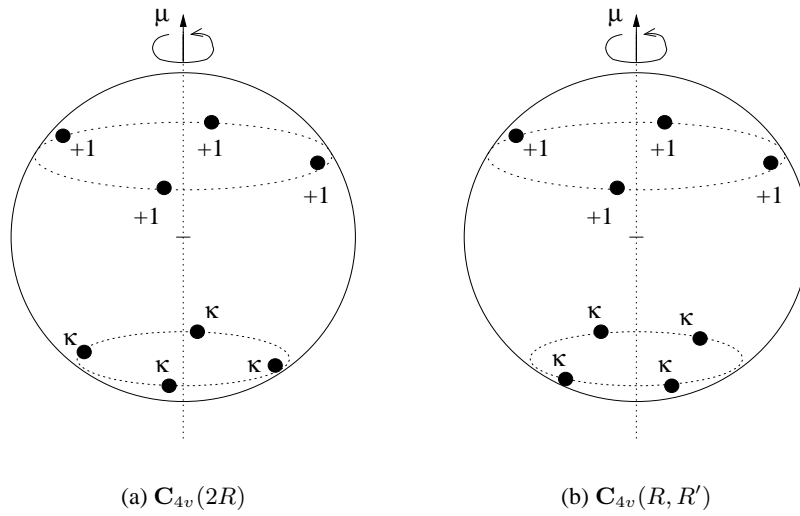 μ μ
+1 +1 +1 +1
+1 +1 +1 +1
κ κ κ κ
κ κ κ κ
(a) C₄ᵥ(2R) (b) C₄ᵥ(R, R′)